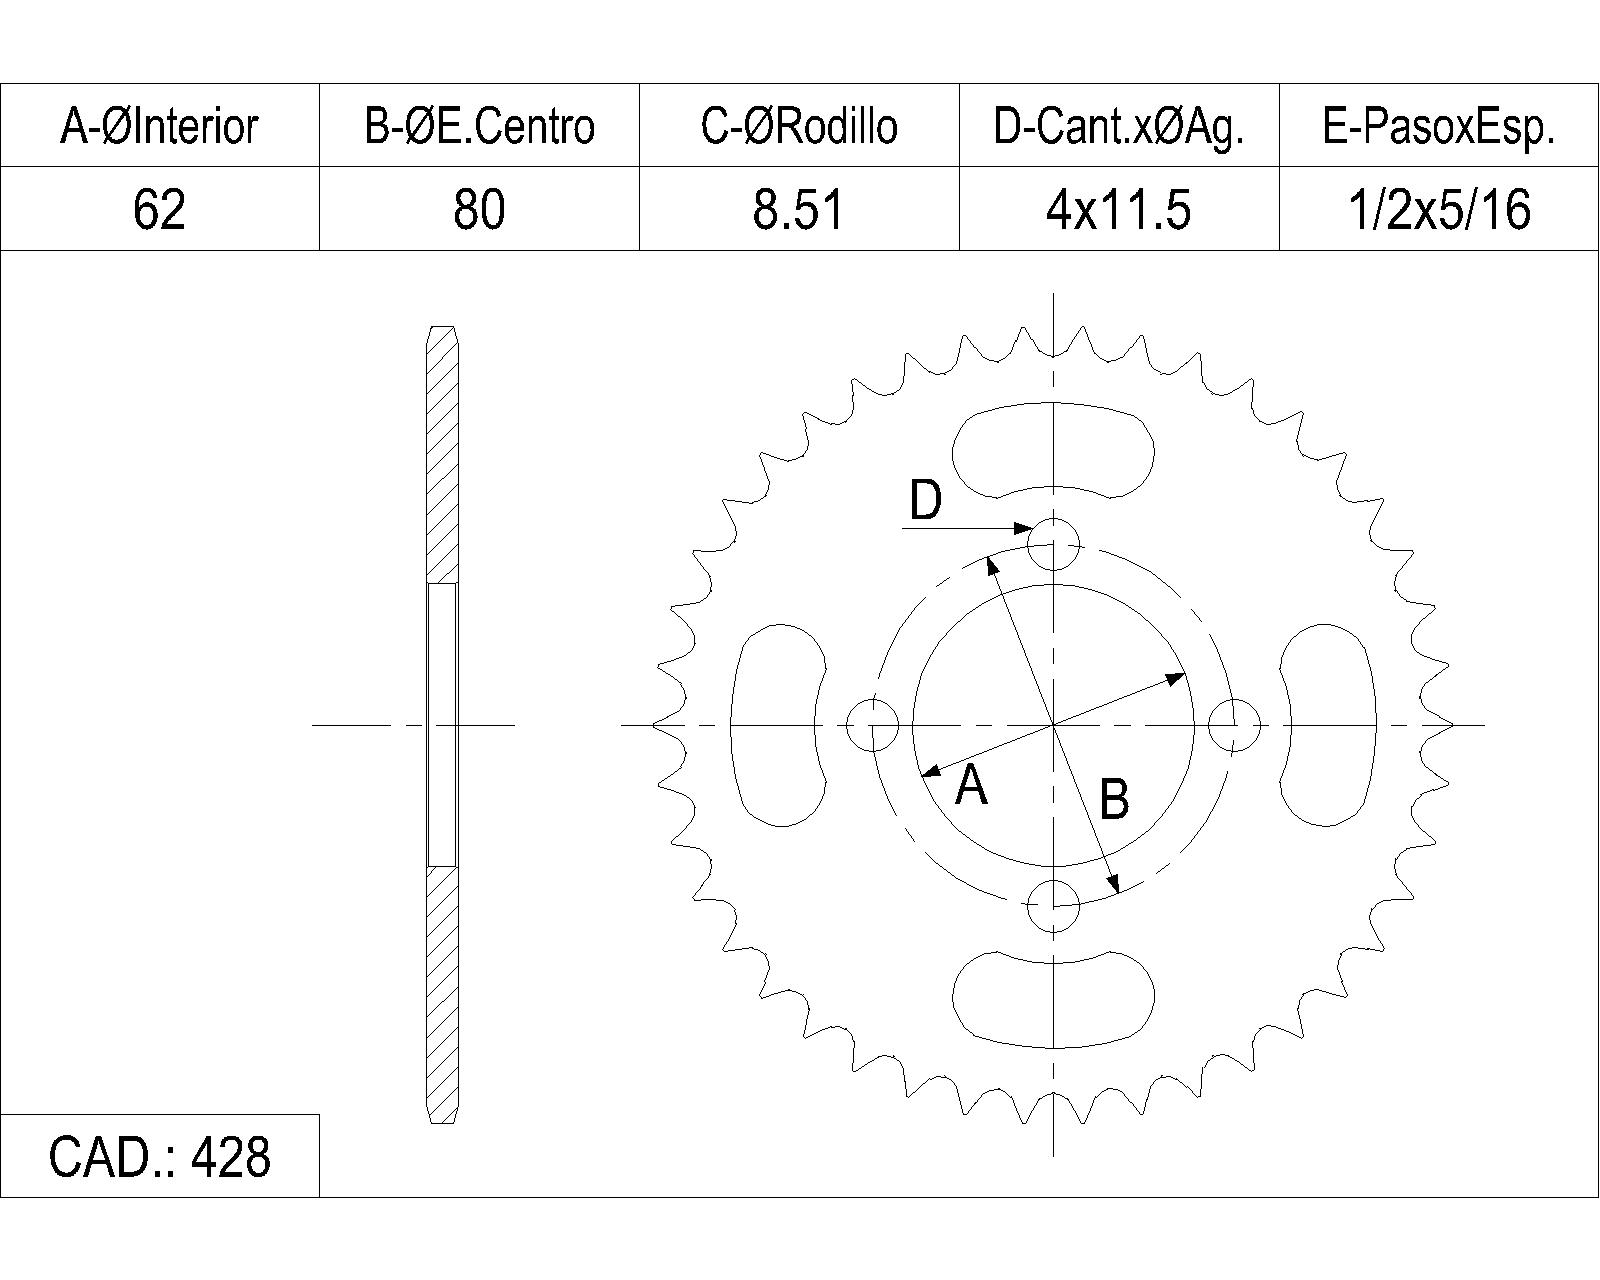 A-ØInterior B-ØE.Centro C-ØRodillo D-Cant.xØAg. E-PasoxEsp.
62 80 8.51 4x11.5 1/2x5/16
D
A
B
CAD.: 428